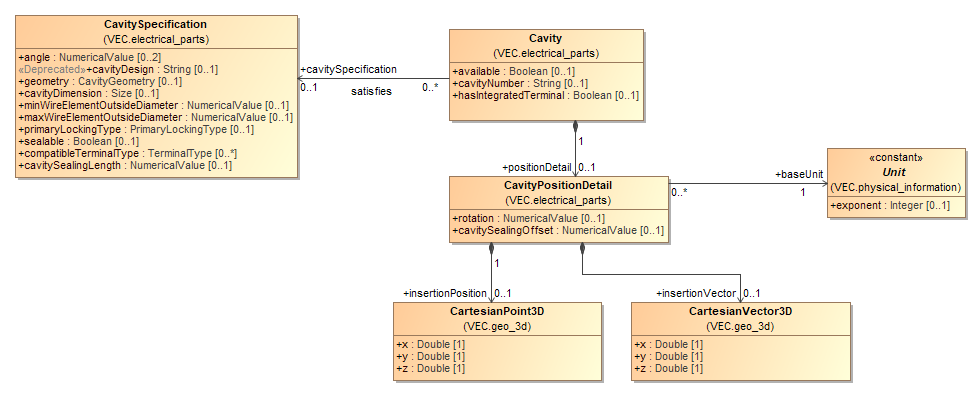 CavitySpecification
(VEC.electrical_parts)
+angle : NumericalValue [0..2]
«Deprecated»+cavityDesign : String [0..1]
+geometry : CavityGeometry [0..1]
+cavityDimension : Size [0..1]
+minWireElementOutsideDiameter : NumericalValue [0..1]
+maxWireElementOutsideDiameter : NumericalValue [0..1]
+primaryLockingType : PrimaryLockingType [0..1]
+sealable : Boolean [0..1]
+compatibleTerminalType : TerminalType [0..*]
+cavitySealingLength : NumericalValue [0..1]
+cavitySpecification
0..1
satisfies
0..*
Cavity
(VEC.electrical_parts)
+available : Boolean [0..1]
+cavityNumber : String [0..1]
+hasIntegratedTerminal : Boolean [0..1]
1
+positionDetail 0..1
CavityPositionDetail
(VEC.electrical_parts)
+rotation : NumericalValue [0..1]
+cavitySealingOffset : NumericalValue [0..1]
0..*
+baseUnit
1
«constant»
Unit
(VEC.physical_information)
+exponent : Integer [0..1]
1
+insertionPosition 0..1
CartesianPoint3D
(VEC.geo_3d)
+x : Double [1]
+y : Double [1]
+z : Double [1]
+insertionVector 0..1
CartesianVector3D
(VEC.geo_3d)
+x : Double [1]
+y : Double [1]
+z : Double [1]